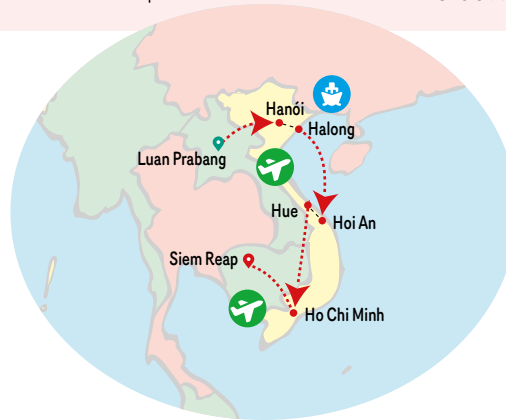 Hanói
Halong
Luan Prabang
Hue
Hoi An
Siem Reap
Ho Chi Minh